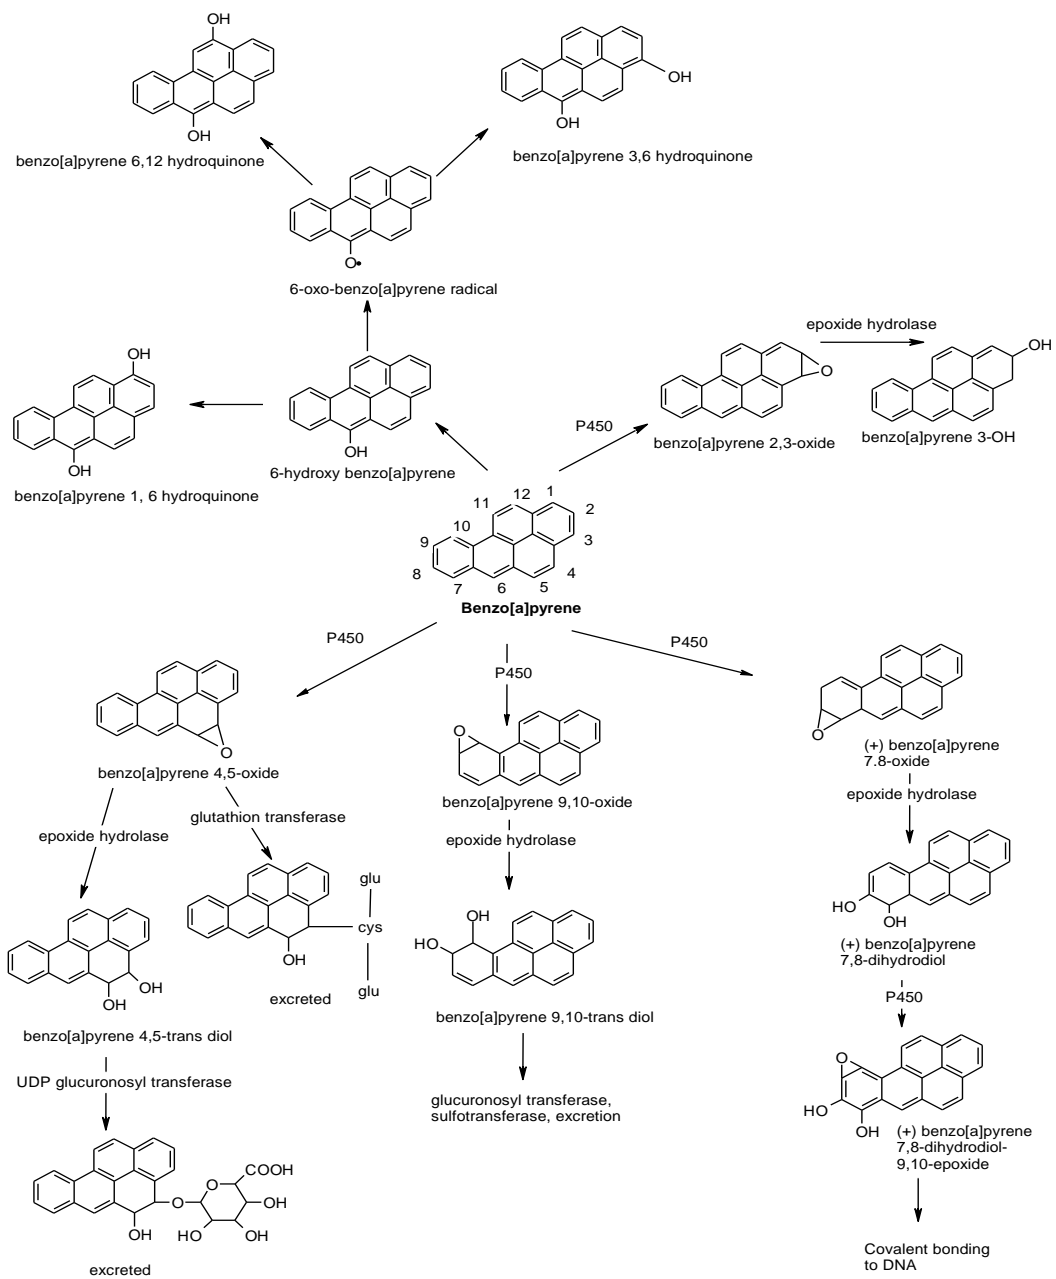 OH
OH
OH
OH
benzo[a]pyrene 6,12 hydroquinone
benzo[a]pyrene 3,6 hydroquinone
O•
6-oxo-benzo[a]pyrene radical
epoxide hydrolase
OH
OH
O
P450
OH
OH
benzo[a]pyrene 2,3-oxide
benzo[a]pyrene 3-OH
6-hydroxy benzo[a]pyrene
benzo[a]pyrene 1, 6 hydroquinone
1
12
11
2
10
9
3
8
4
7
6
5
Benzo[a]pyrene
P450
P450
P450
O
O
O
(+) benzo[a]pyrene
7.8-oxide
benzo[a]pyrene 4,5-oxide
benzo[a]pyrene 9,10-oxide
epoxide hydrolase
glutathion transferase
epoxide hydrolase
epoxide hydrolase
glu
cys
OH
glu
excreted
OH
HO
HO
OH
OH
OH
(+) benzo[a]pyrene
7,8-dihydrodiol
benzo[a]pyrene 4,5-trans diol
benzo[a]pyrene 9,10-trans diol
P450
UDP glucuronosyl transferase
O
HO
OH
glucuronosyl transferase,
sulfotransferase, excretion
(+) benzo[a]pyrene
7,8-dihydrodiol-
9,10-epoxide
COOH
O
O
OH
OH
HO
OH
excreted
Covalent bonding
to DNA